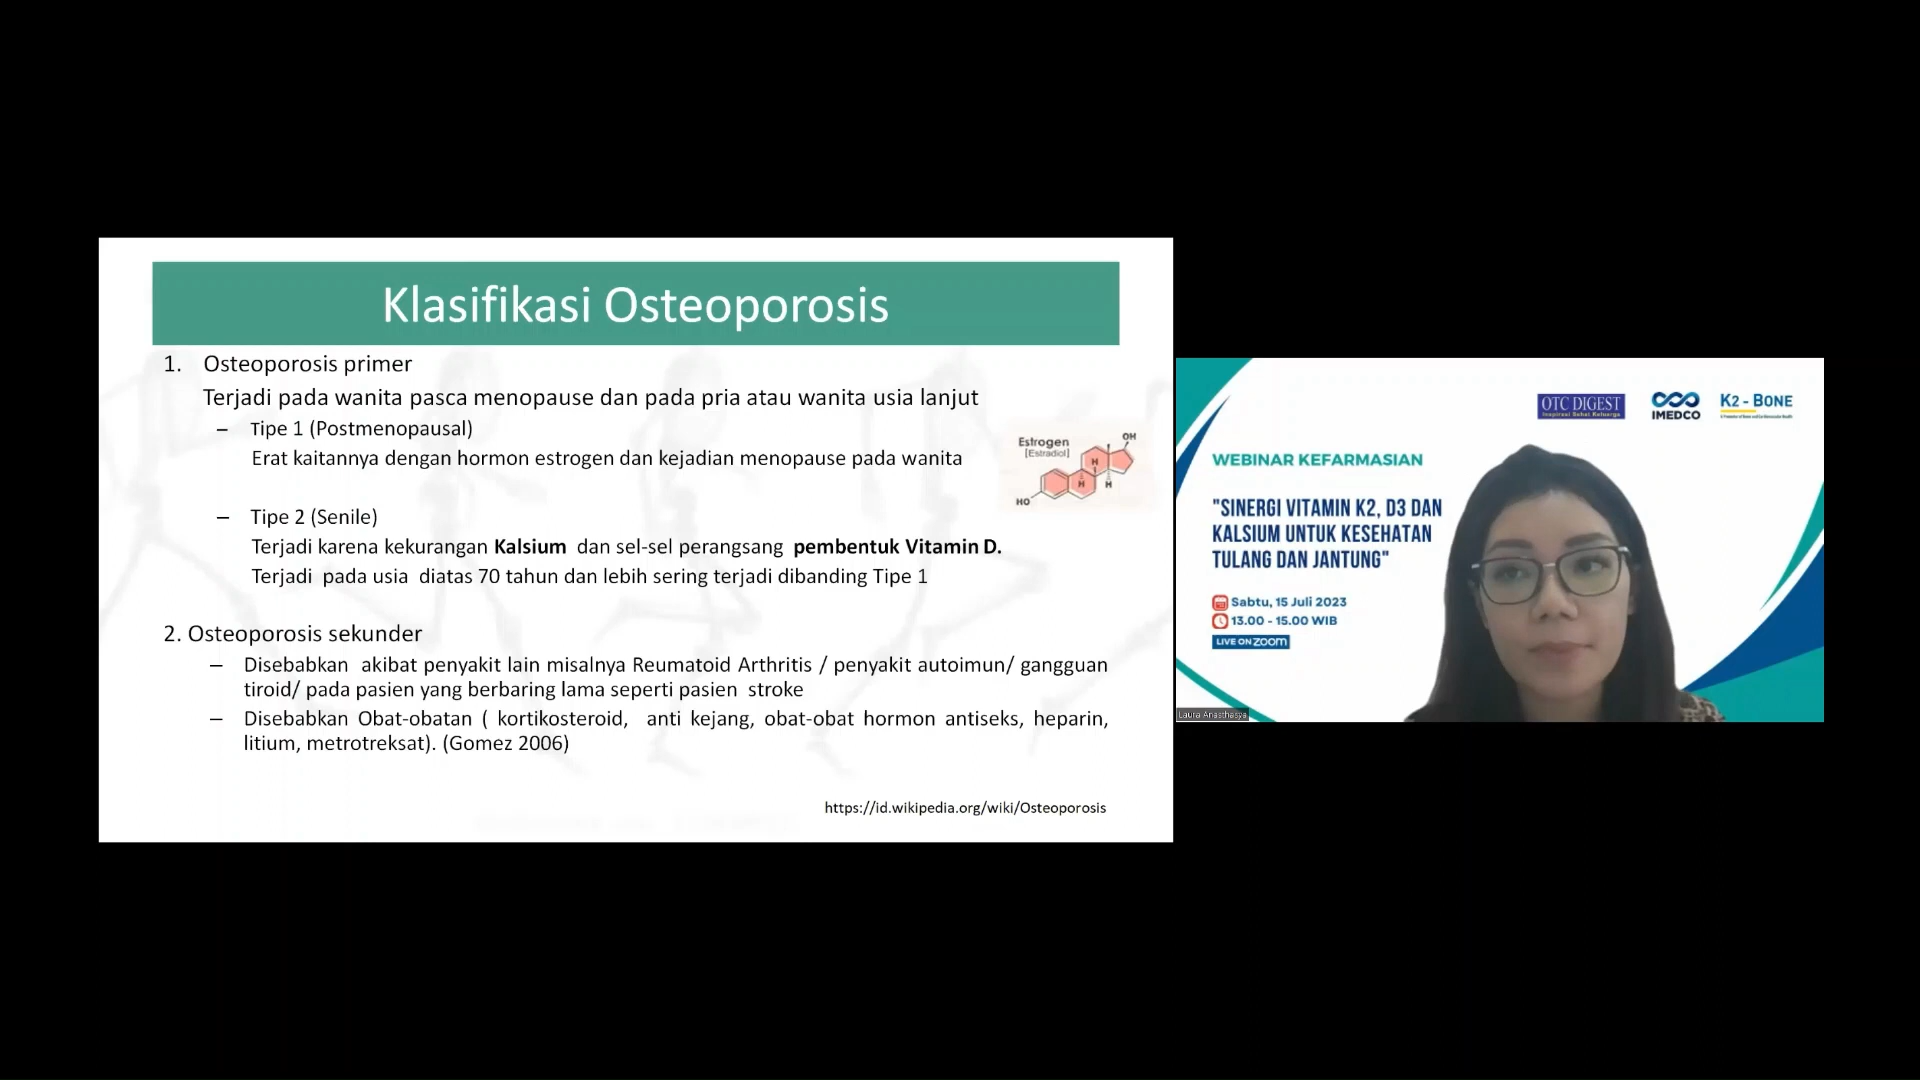 Klasifikasi Osteoporosis
1. Osteoporosis primer
Terjadi pada wanita pasca menopause dan pada pria atau wanita usia lanjut
– Tipe 1 (Postmenopausal)
Erat kaitannya dengan hormon estrogen dan kejadian menopause pada wanita
Estrogen
[Estradiol]
OH
H
H
H
HO
– Tipe 2 (Senile)
Terjadi karena kekurangan Kalsium dan sel-sel perangsang pembentuk Vitamin D.
Terjadi pada usia diatas 70 tahun dan lebih sering terjadi dibanding Tipe 1
2. Osteoporosis sekunder
– Disebabkan akibat penyakit lain misalnya Reumatoid Arthritis / penyakit autoimun/ gangguan
tiroid/ pada pasien yang berbaring lama seperti pasien stroke
– Disebabkan Obat-obatan ( kortikosteroid, anti kejang, obat-obat hormon antiseks, heparin,
litium, metrotreksat). (Gomez 2006)
https://id.wikipedia.org/wiki/Osteoporosis
OTC DIGEST
Inspirasi Sehat Keluarga
IMEDCO
K2 - BONE
WEBINAR KEFARMASIAN
"SINERGI VITAMIN K2, D3 DAN
KALSIUM UNTUK KESEHATAN
TULANG DAN JANTUNG"
Sabtu, 15 Juli 2023
13.00 - 15.00 WIB
LIVE ON ZOOM
Laura Anasthasya